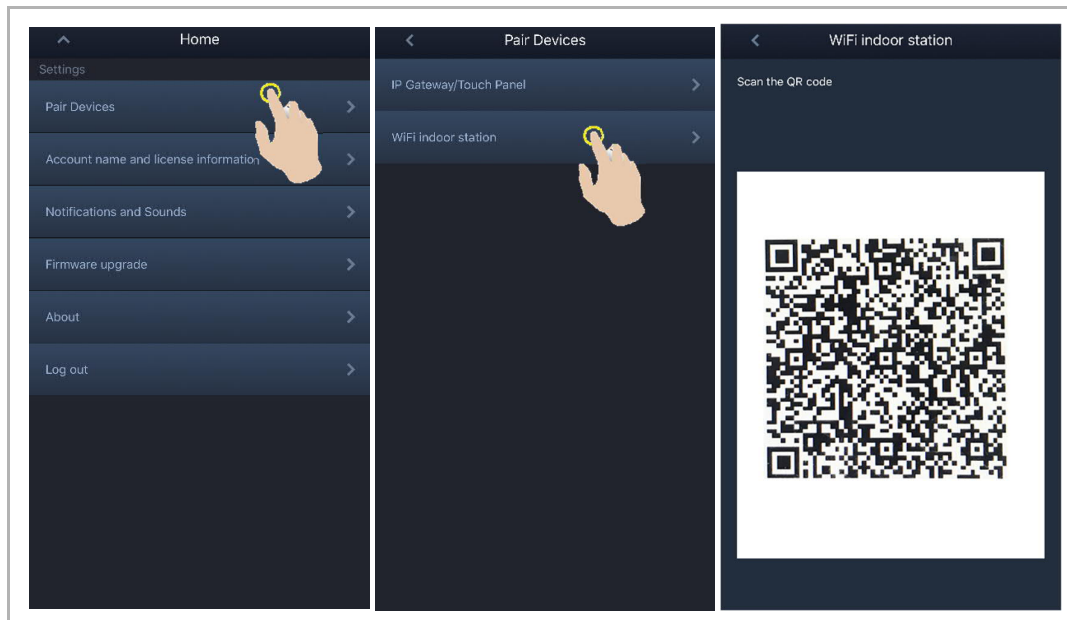 Home
Settings
Pair Devices
Account name and license information
Notifications and Sounds
Firmware upgrade
About
Log out
Pair Devices
IP Gateway/Touch Panel
WiFi indoor station
WiFi indoor station
Scan the QR code